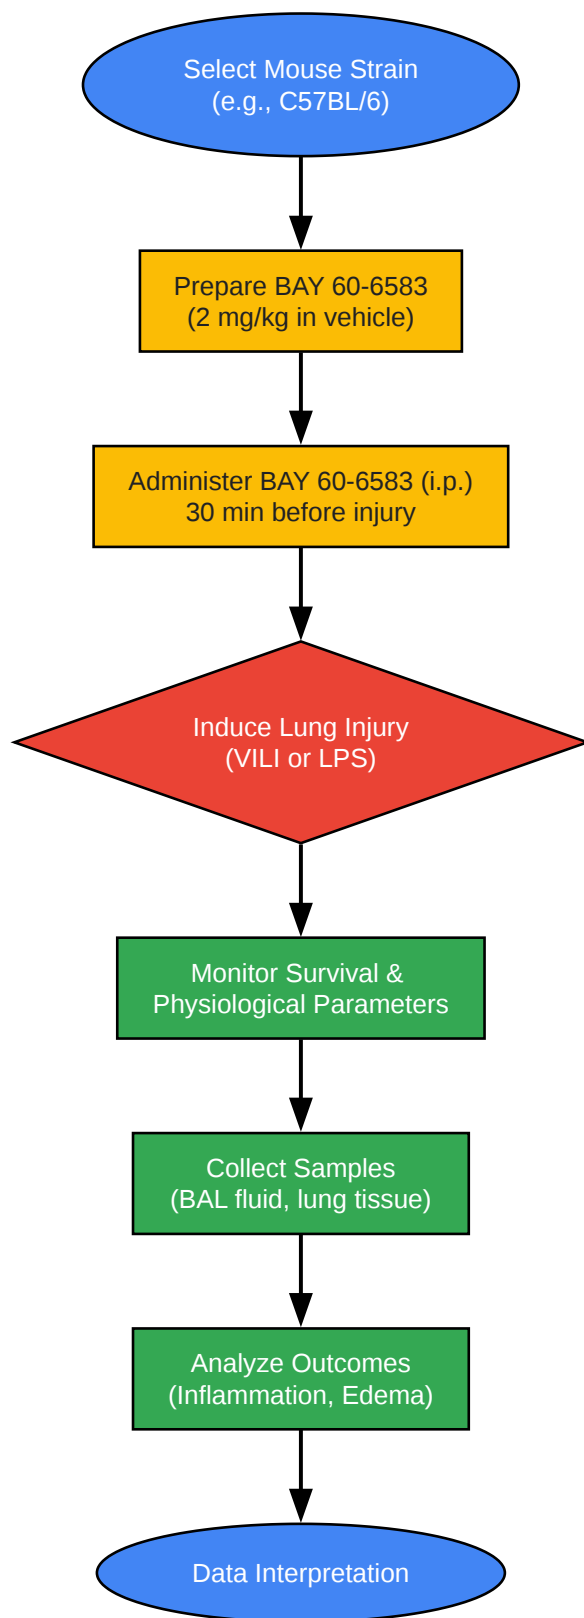 Select Mouse Strain
(e.g., C57BL/6)
Prepare BAY 60-6583
(2 mg/kg in vehicle)
Administer BAY 60-6583 (i.p.)
30 min before injury
Induce Lung Injury
(VILI or LPS)
Monitor Survival &
Physiological Parameters
Collect Samples
(BAL fluid, lung tissue)
Analyze Outcomes
(Inflammation, Edema)
Data Interpretation